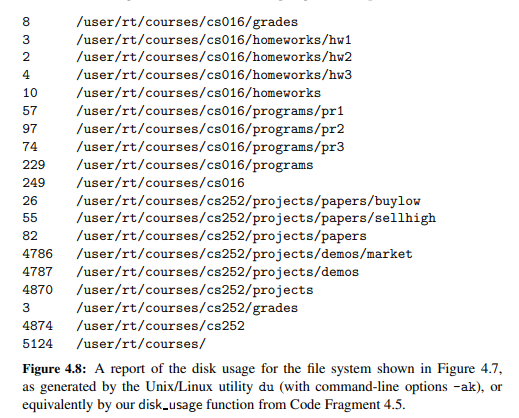 8 /user/rt/courses/cs016/grades
3 /user/rt/courses/cs016/homeworks/hw1
2 /user/rt/courses/cs016/homeworks/hw2
4 /user/rt/courses/cs016/homeworks/hw3
10 /user/rt/courses/cs016/homeworks
57 /user/rt/courses/cs016/programs/pr1
97 /user/rt/courses/cs016/programs/pr2
74 /user/rt/courses/cs016/programs/pr3
229 /user/rt/courses/cs016/programs
249 /user/rt/courses/cs016
26 /user/rt/courses/cs252/projects/papers/buylow
55 /user/rt/courses/cs252/projects/papers/sellhigh
82 /user/rt/courses/cs252/projects/papers
4786 /user/rt/courses/cs252/projects/demos/market
4787 /user/rt/courses/cs252/projects/demos
4870 /user/rt/courses/cs252/projects
3 /user/rt/courses/cs252/grades
4874 /user/rt/courses/cs252
5124 /user/rt/courses/
Figure 4.8: A report of the disk usage for the file system shown in Figure 4.7,
as generated by the Unix/Linux utility du (with command-line options -ak), or
equivalently by our disk_usage function from Code Fragment 4.5.